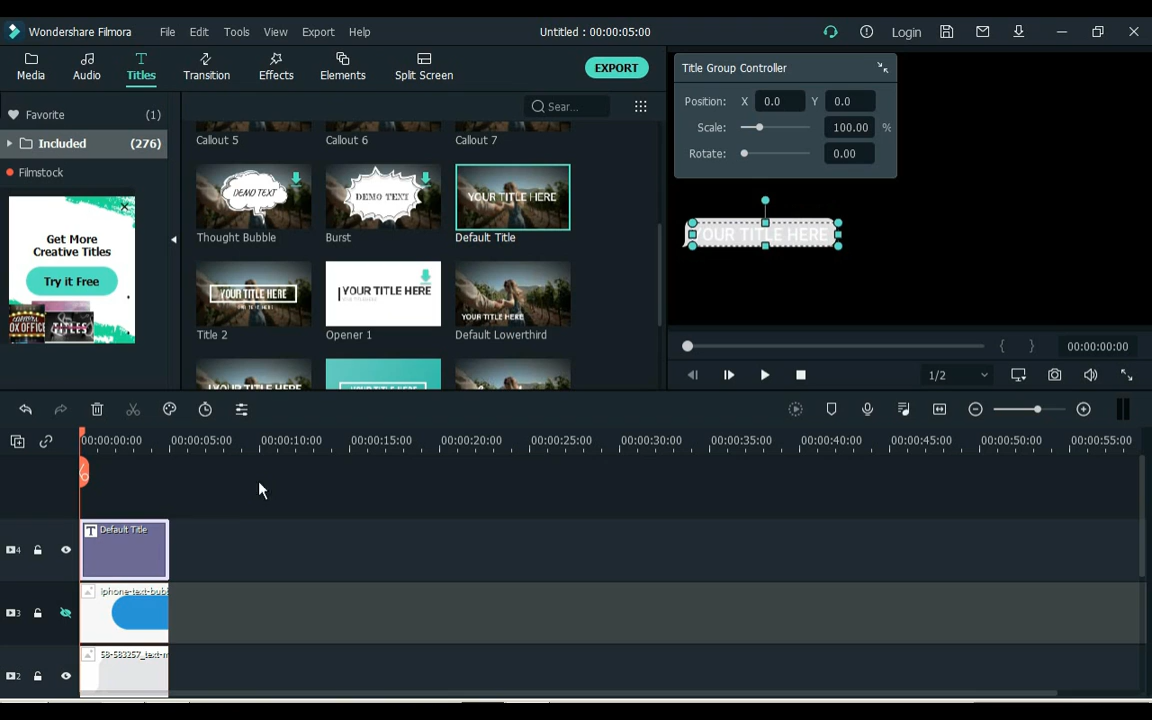 Wondershare Filmora
File
Edit
Tools
View
Export
Help
Untitled : 00:00:05:00
Login
Media
Audio
Titles
Transition
Effects
Elements
Split Screen
EXPORT
Title Group Controller
Position: X 0.0 Y 0.0
Scale: 100.00 %
Rotate: 0.00
Favorite (1)
Included (276)
Filmstock
Sear...
Get More
Creative Titles
Try it Free
Callout 5
Callout 6
Callout 7
DEMO TEXT
DEMO TEXT
YOUR TITLE HERE
Thought Bubble
Burst
Default Title
YOUR TITLE HERE
YOUR TITLE HERE
YOUR TITLE HERE
Title 2
Opener 1
Default Lowerthird
YOUR TITLE HERE
YOUR TITLE HERE
{ } 00:00:00:00
1/2
00:00:00:00 00:00:05:00 00:00:10:00 00:00:15:00 00:00:20:00 00:00:25:00 00:00:30:00 00:00:35:00 00:00:40:00 00:00:45:00 00:00:50:00 00:00:55:00
4
T Default Title
3
iphone-text-bubb
2
58-583257_text-m